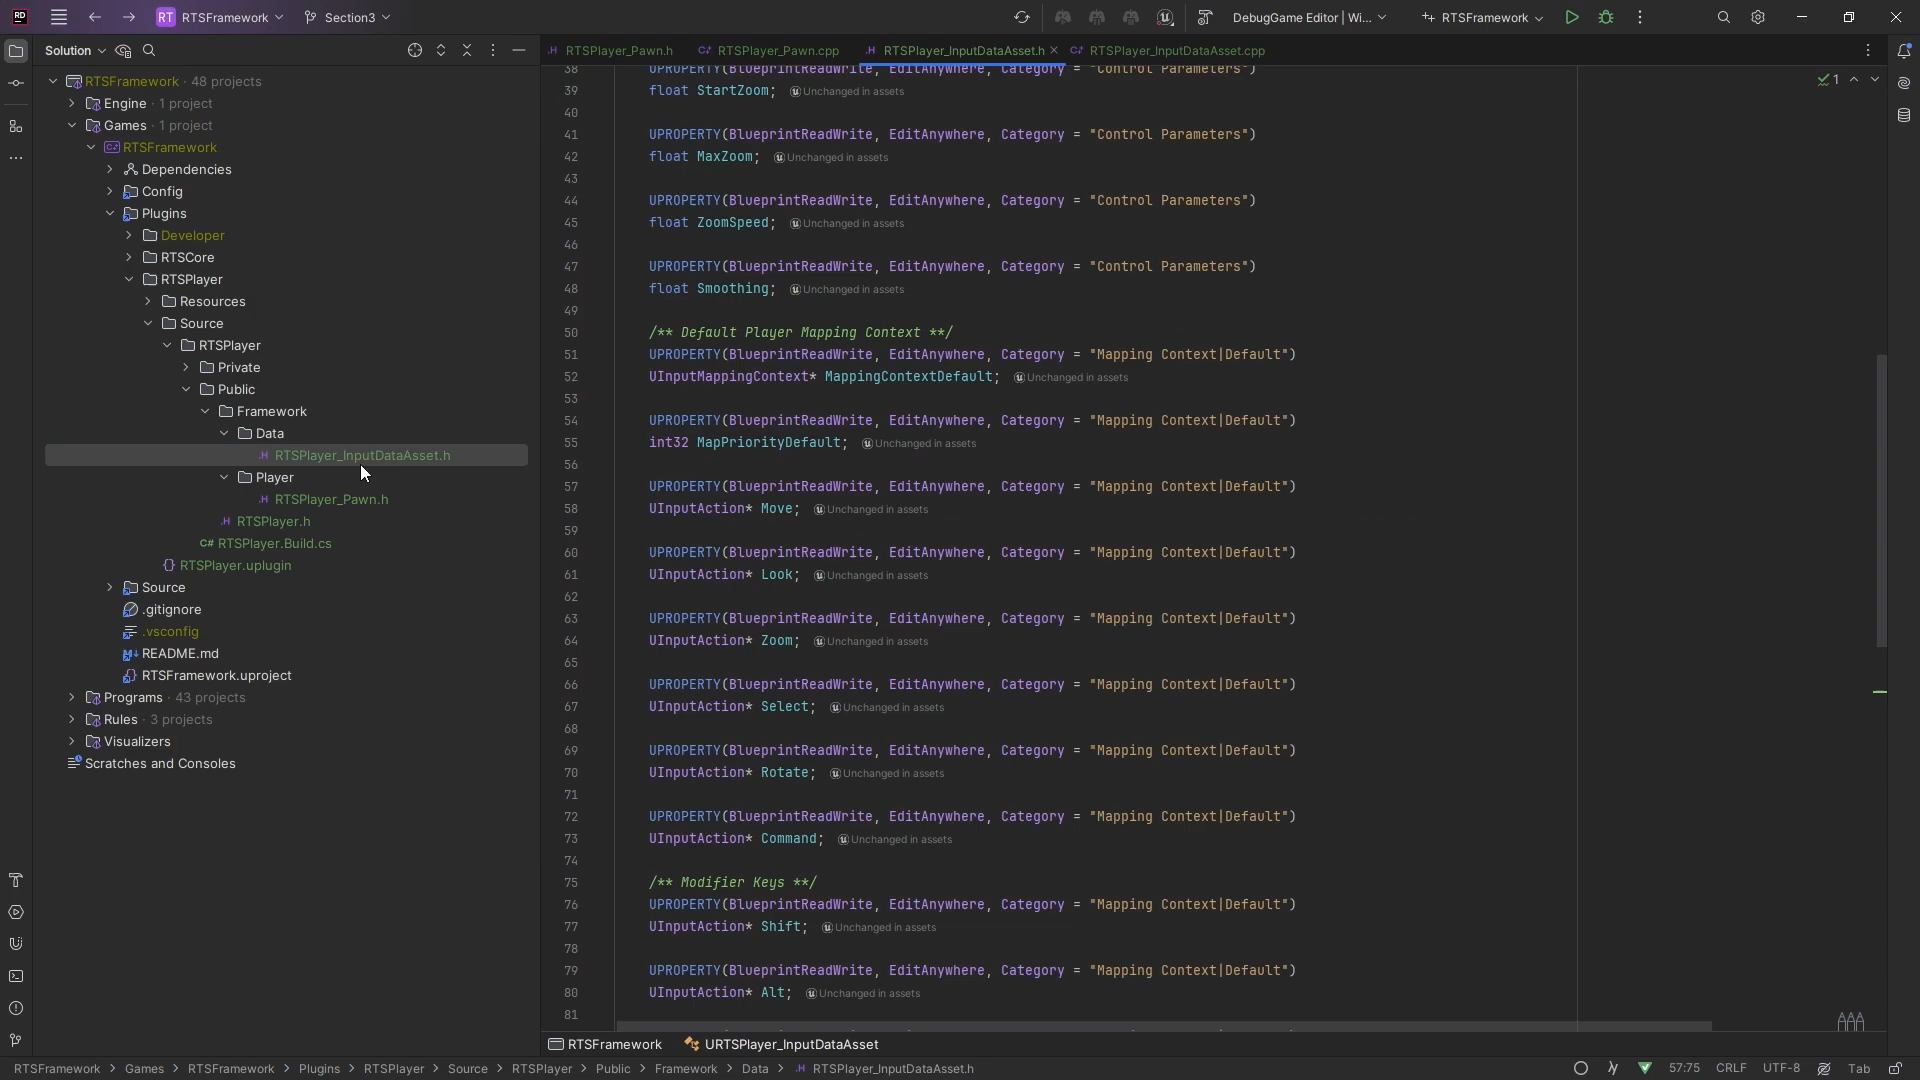 RD
RT RTSFramework
Section3
DebugGame Editor | Wi...
RTSFramework
Solution
RTSPlayer_Pawn.h
RTSPlayer_Pawn.cpp
RTSPlayer_InputDataAsset.h
RTSPlayer_InputDataAsset.cpp
RTSFramework · 48 projects
Engine · 1 project
Games · 1 project
RTSFramework
Dependencies
Config
Plugins
Developer
RTSCore
RTSPlayer
Resources
Source
RTSPlayer
Private
Public
Framework
Data
RTSPlayer_InputDataAsset.h
Player
RTSPlayer_Pawn.h
RTSPlayer.h
C# RTSPlayer.Build.cs
RTSPlayer.uplugin
Source
.gitignore
.vsconfig
README.md
RTSFramework.uproject
Programs · 43 projects
Rules · 3 projects
Visualizers
Scratches and Consoles
1
38 UPROPERTY(BlueprintReadWrite, EditAnywhere, Category = "Control Parameters")
39 float StartZoom; Unchanged in assets
40
41 UPROPERTY(BlueprintReadWrite, EditAnywhere, Category = "Control Parameters")
42 float MaxZoom; Unchanged in assets
43
44 UPROPERTY(BlueprintReadWrite, EditAnywhere, Category = "Control Parameters")
45 float ZoomSpeed; Unchanged in assets
46
47 UPROPERTY(BlueprintReadWrite, EditAnywhere, Category = "Control Parameters")
48 float Smoothing; Unchanged in assets
49
50 /** Default Player Mapping Context **/
51 UPROPERTY(BlueprintReadWrite, EditAnywhere, Category = "Mapping Context|Default")
52 UInputMappingContext* MappingContextDefault; Unchanged in assets
53
54 UPROPERTY(BlueprintReadWrite, EditAnywhere, Category = "Mapping Context|Default")
55 int32 MapPriorityDefault; Unchanged in assets
56
57 UPROPERTY(BlueprintReadWrite, EditAnywhere, Category = "Mapping Context|Default")
58 UInputAction* Move; Unchanged in assets
59
60 UPROPERTY(BlueprintReadWrite, EditAnywhere, Category = "Mapping Context|Default")
61 UInputAction* Look; Unchanged in assets
62
63 UPROPERTY(BlueprintReadWrite, EditAnywhere, Category = "Mapping Context|Default")
64 UInputAction* Zoom; Unchanged in assets
65
66 UPROPERTY(BlueprintReadWrite, EditAnywhere, Category = "Mapping Context|Default")
67 UInputAction* Select; Unchanged in assets
68
69 UPROPERTY(BlueprintReadWrite, EditAnywhere, Category = "Mapping Context|Default")
70 UInputAction* Rotate; Unchanged in assets
71
72 UPROPERTY(BlueprintReadWrite, EditAnywhere, Category = "Mapping Context|Default")
73 UInputAction* Command; Unchanged in assets
74
75 /** Modifier Keys **/
76 UPROPERTY(BlueprintReadWrite, EditAnywhere, Category = "Mapping Context|Default")
77 UInputAction* Shift; Unchanged in assets
78
79 UPROPERTY(BlueprintReadWrite, EditAnywhere, Category = "Mapping Context|Default")
80 UInputAction* Alt; Unchanged in assets
81
RTSFramework URTSPlayer_InputDataAsset
RTSFramework > Games > RTSFramework > Plugins > RTSPlayer > Source > RTSPlayer > Public > Framework > Data > RTSPlayer_InputDataAsset.h
57:75 CRLF UTF-8 Tab